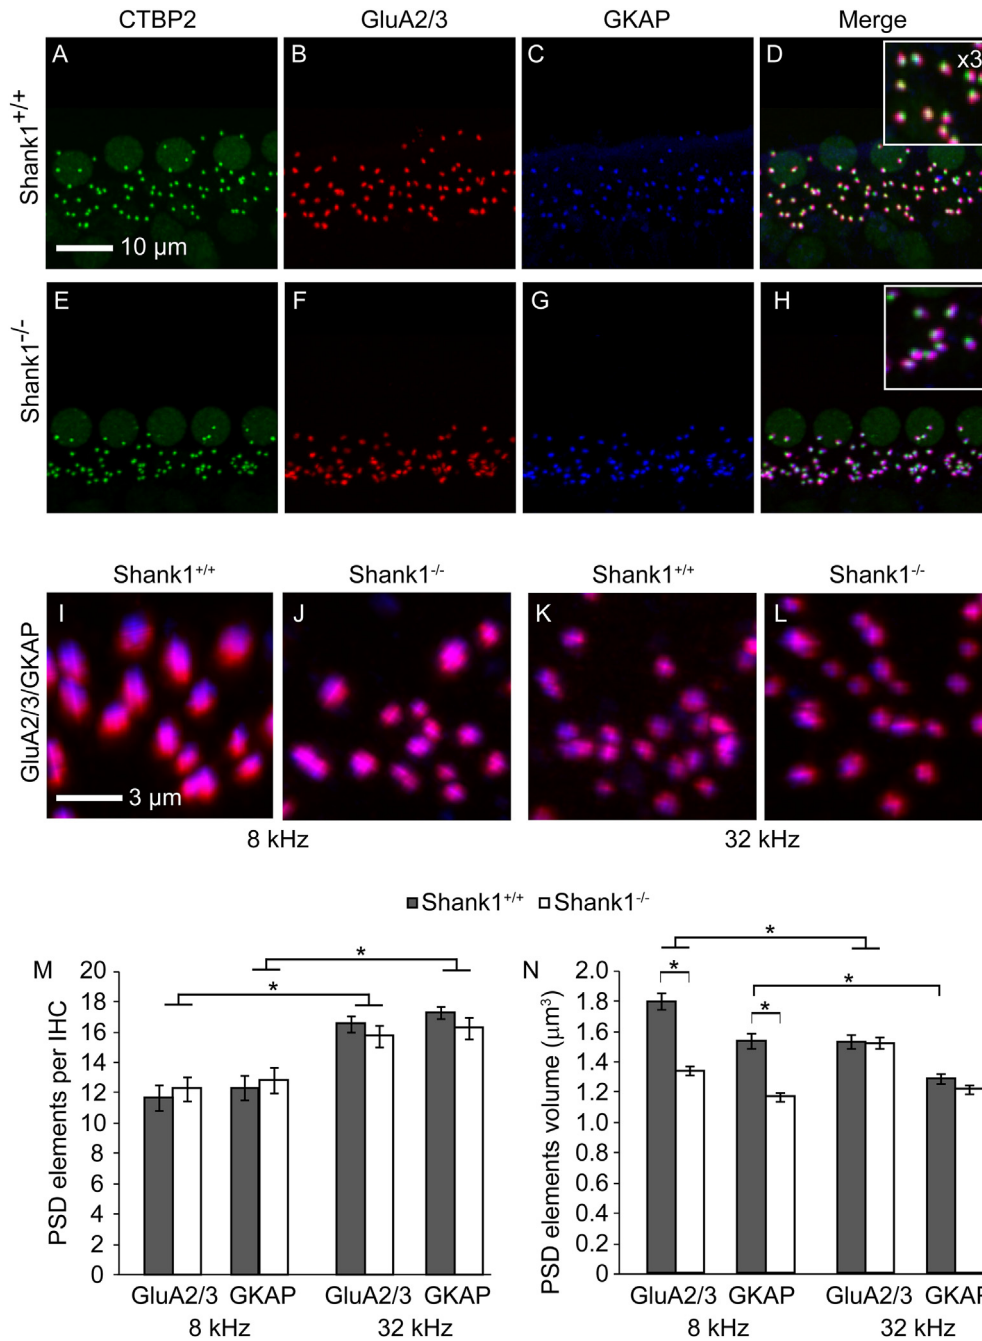 CTBP2 GluA2/3 GKAP Merge
Shank1+/+
A B C D x3
10 µm
Shank1-/-
E F G H
Shank1+/+ Shank1-/- Shank1+/+ Shank1-/-
GluA2/3/GKAP
I J K L
3 µm
8 kHz 32 kHz
Shank1+/+ Shank1-/-
M
PSD elements per IHC
20
18
16
14
12
10
8
6
4
2
0
* *
GluA2/3 GKAP GluA2/3 GKAP
8 kHz 32 kHz
N
PSD elements volume (µm³)
2.0
1.8
1.6
1.4
1.2
1.0
0.8
0.6
0.4
0.2
0
* * * *
GluA2/3 GKAP GluA2/3 GKAP
8 kHz 32 kHz